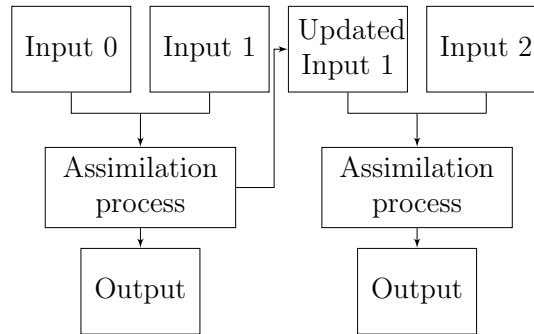 Input 0
Input 1
Updated
Input 1
Input 2
Assimilation
process
Assimilation
process
Output
Output